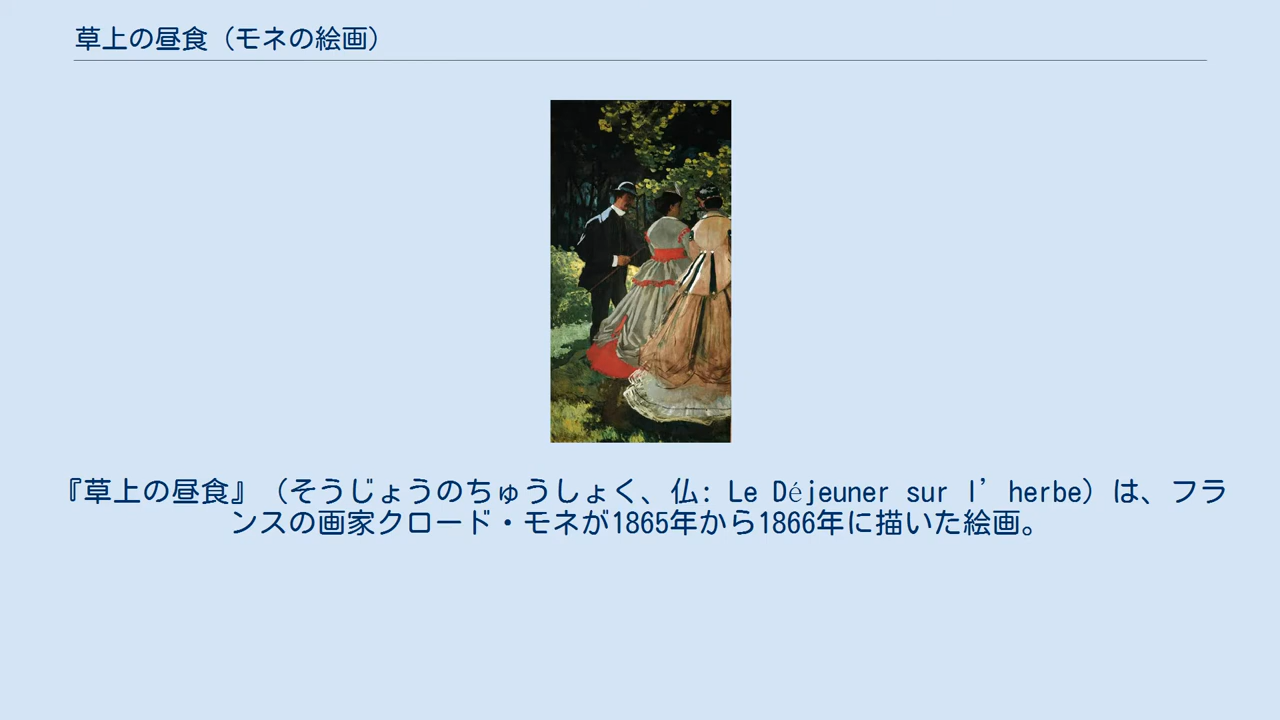 草上の昼食（モネの絵画）
『草上の昼食』（そうじょうのちゅうしょく、仏: Le Déjeuner sur l’herbe）は、フラ
ンスの画家クロード・モネが1865年から1866年に描いた絵画。